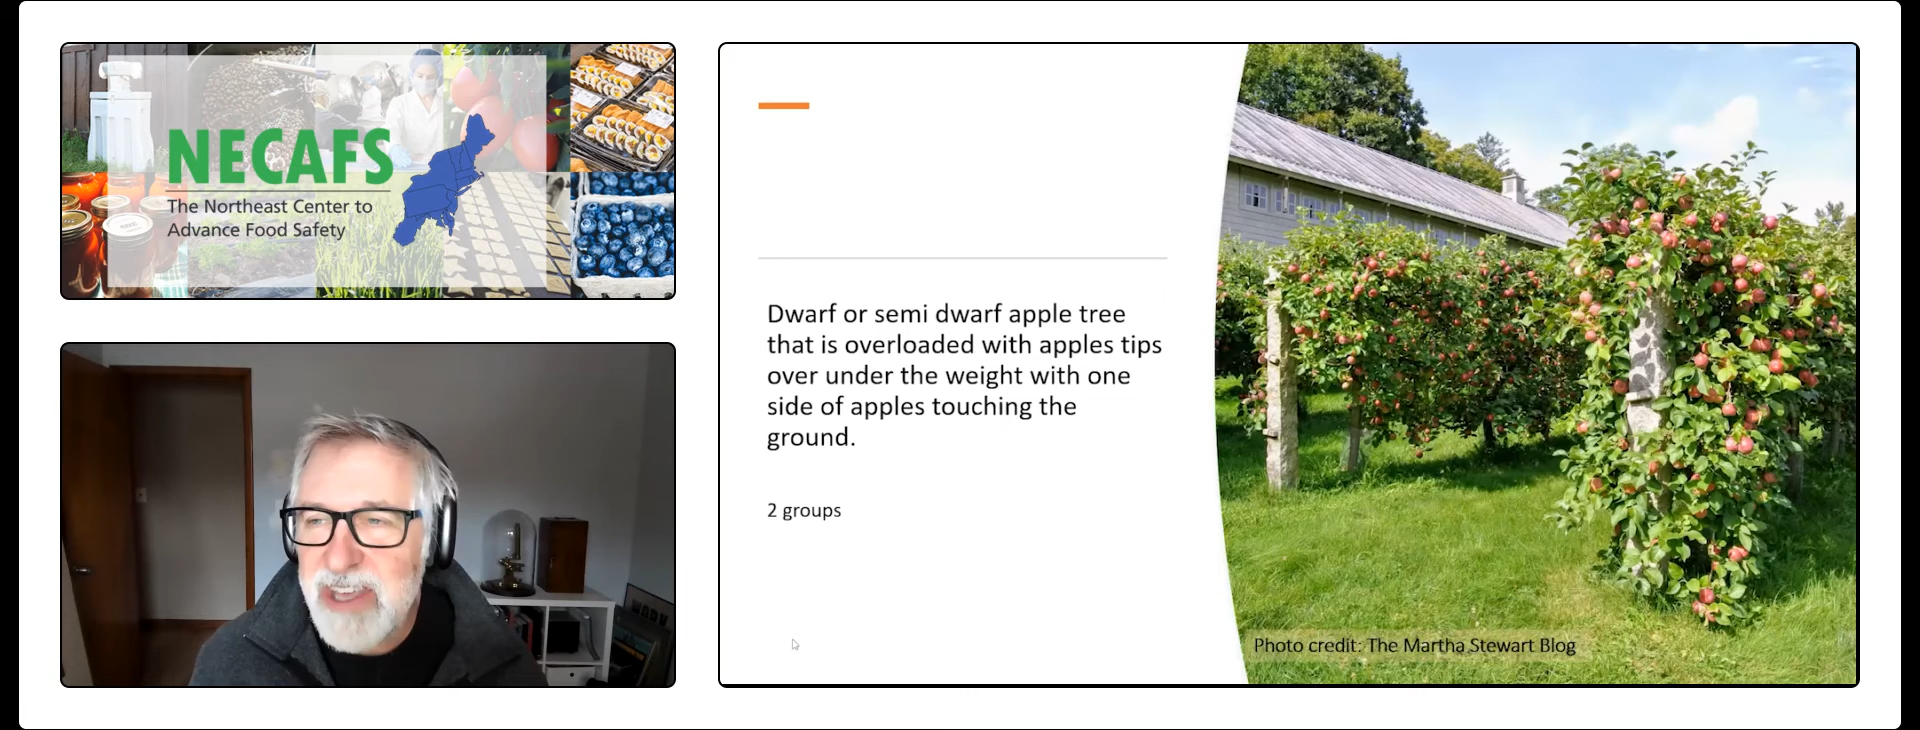 NECAFS
The Northeast Center to
Advance Food Safety
Dwarf or semi dwarf apple tree
that is overloaded with apples tips
over under the weight with one
side of apples touching the
ground.
2 groups
Photo credit: The Martha Stewart Blog